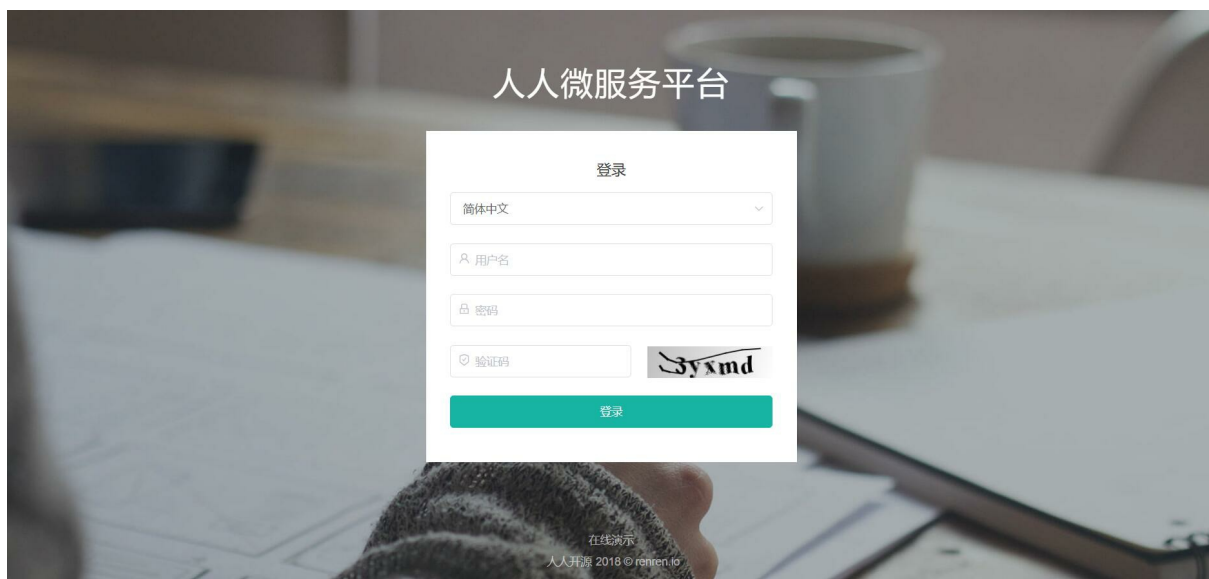 人人微服务平台
登录
简体中文
用户名
密码
验证码 3yxmd
登录
在线演示
人人开源 2018 © renren.io